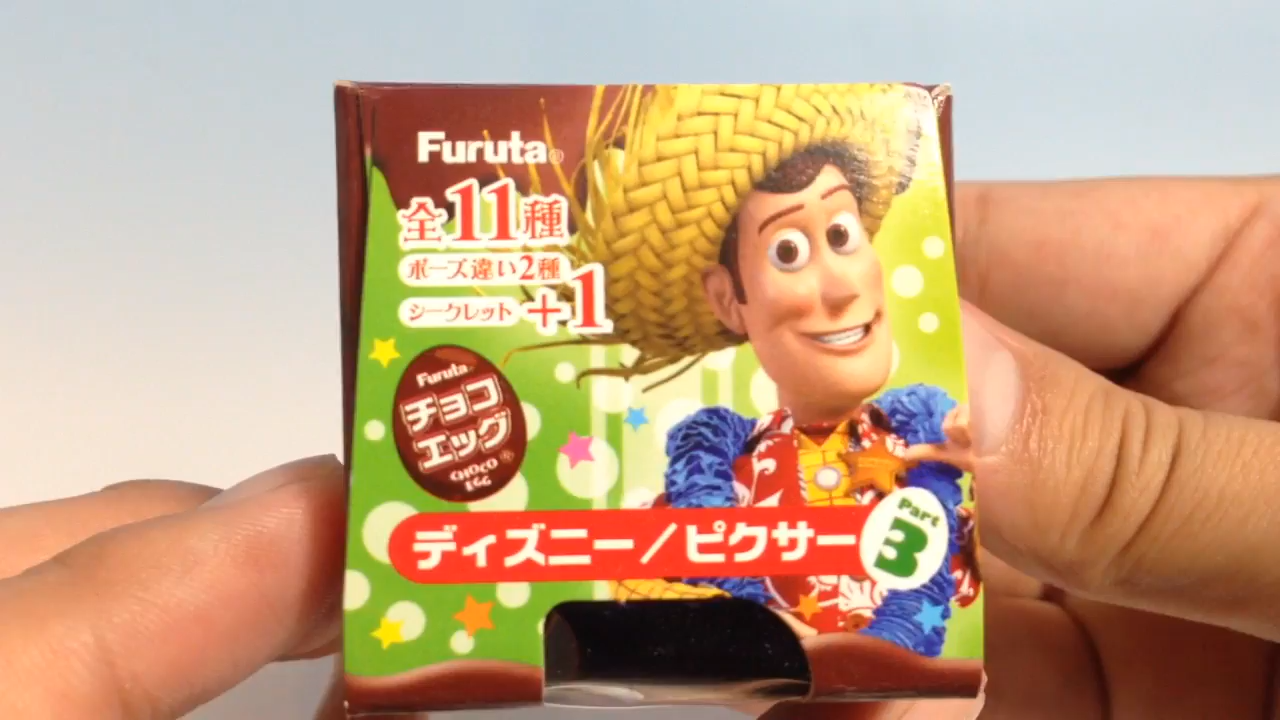 Furuta®
全11種
ポーズ違い2種
シークレット+1
Furuta®
チョコ
エッグ®
CHOCO
EGG
ディズニー/ピクサー
Part
3